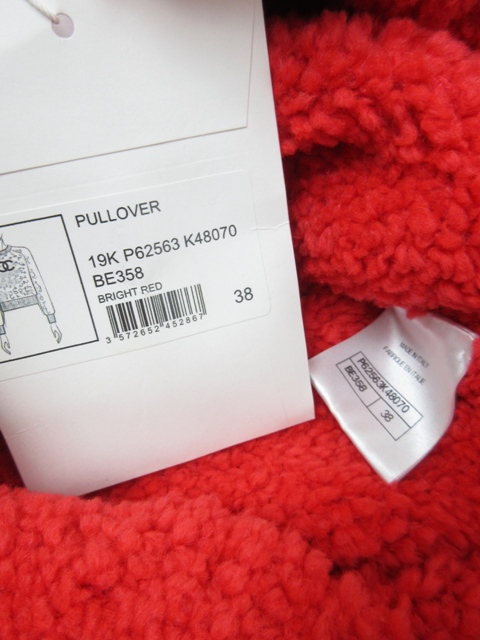 PULLOVER
19K P62563 K48070
BE358
BRIGHT RED
38
3 572652 452867
MADE IN ITALY
FABRIQUÉ EN ITALIE
P62563K48070
BE358
38